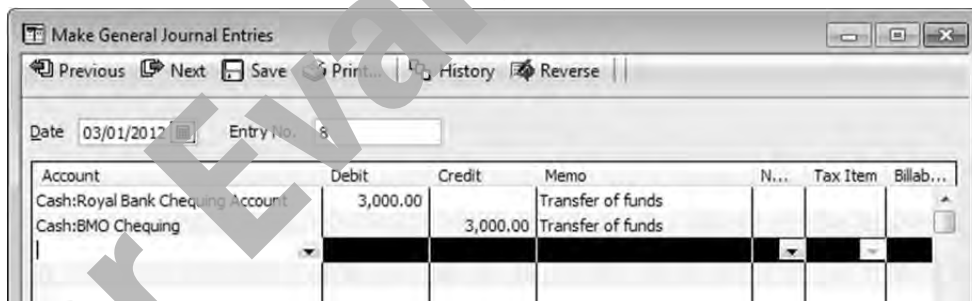 Make General Journal Entries
Previous Next Save Print... History Reverse
Date 03/01/2012 Entry No. 8
Account Debit Credit Memo N... Tax Item Billab...
Cash:Royal Bank Chequing Account 3,000.00 Transfer of funds
Cash:BMO Chequing 3,000.00 Transfer of funds